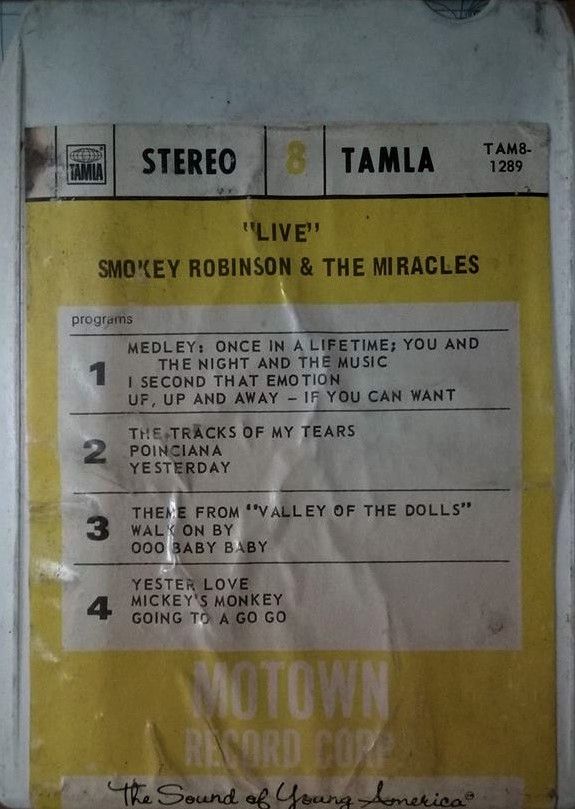 TAMLA
STEREO
8
TAMLA
TAM8-
1289
"LIVE"
SMOKEY ROBINSON & THE MIRACLES
programs
1
MEDLEY: ONCE IN A LIFETIME; YOU AND
THE NIGHT AND THE MUSIC
I SECOND THAT EMOTION
UP, UP AND AWAY – IF YOU CAN WANT
2
THE TRACKS OF MY TEARS
POINCIANA
YESTERDAY
3
THEME FROM "VALLEY OF THE DOLLS"
WALK ON BY
OOO BABY BABY
4
YESTER LOVE
MICKEY'S MONKEY
GOING TO A GO GO
MOTOWN
RECORD CORP.
The Sound of Young America®